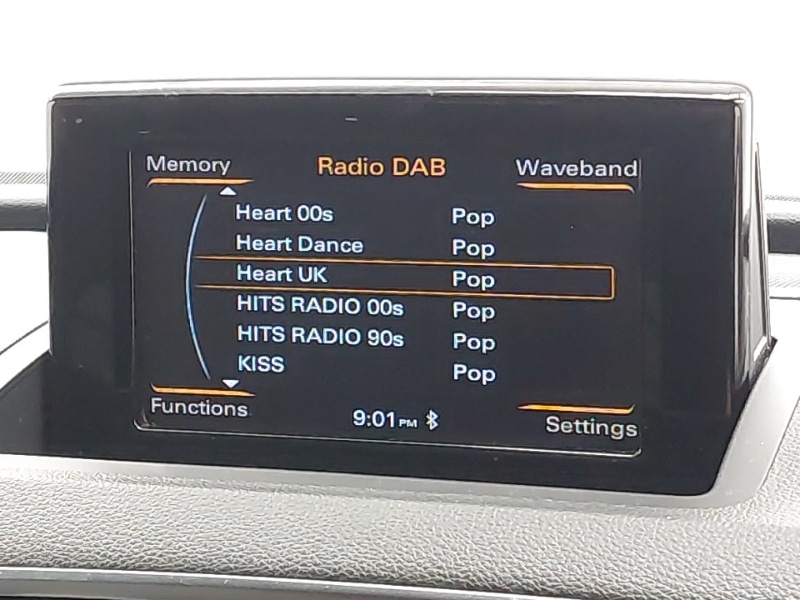 Memory Radio DAB Waveband
Heart 00s Pop
Heart Dance Pop
Heart UK Pop
HITS RADIO 00s Pop
HITS RADIO 90s Pop
KISS Pop
Functions 9:01 PM Settings